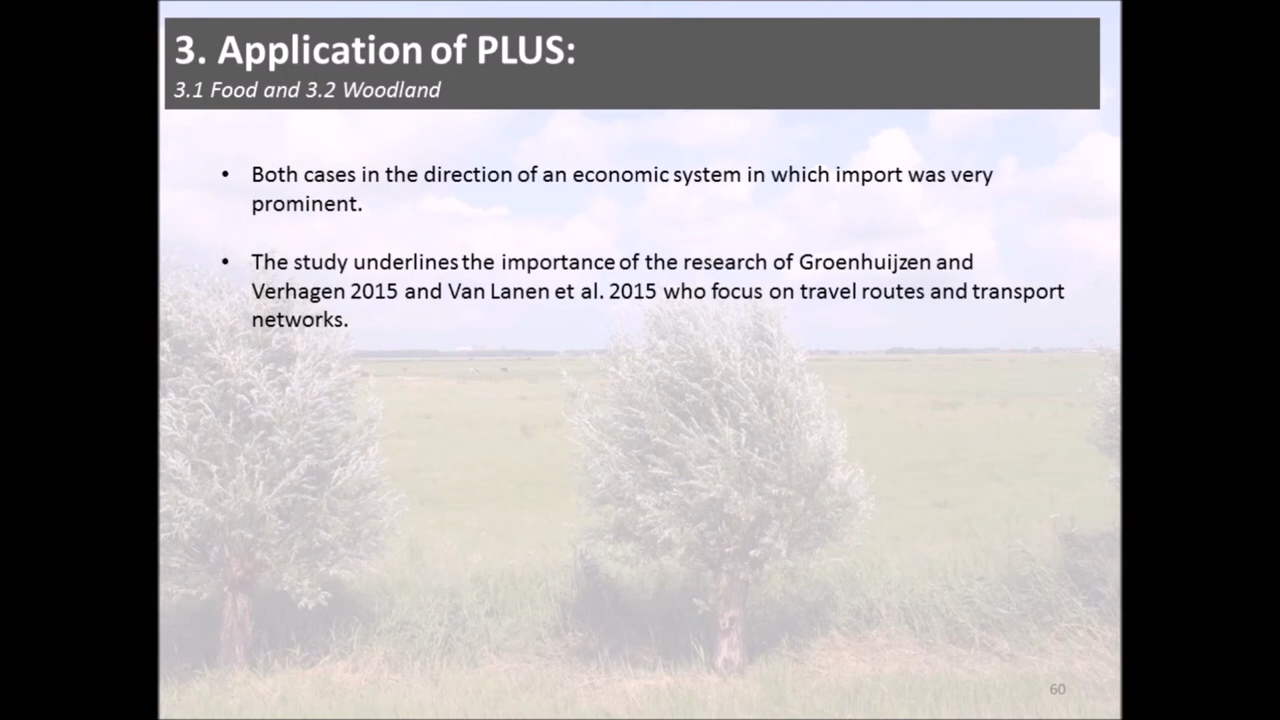 3. Application of PLUS:
3.1 Food and 3.2 Woodland
• Both cases in the direction of an economic system in which import was very
prominent.
• The study underlines the importance of the research of Groenhuijzen and
Verhagen 2015 and Van Lanen et al. 2015 who focus on travel routes and transport
networks.
60